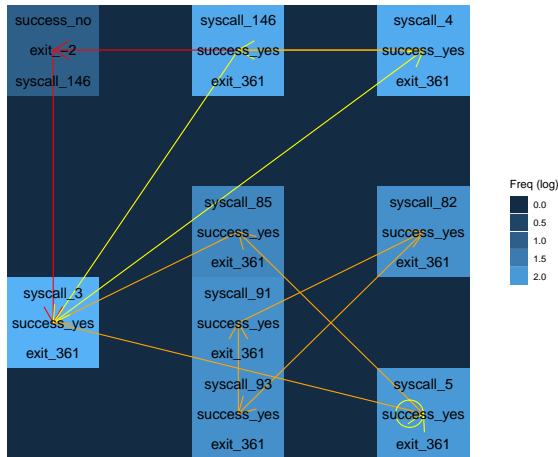 success_no
exit_-2
syscall_146
syscall_146
success_yes
exit_361
syscall_4
success_yes
exit_361
syscall_85
success_yes
exit_361
syscall_82
success_yes
exit_361
syscall_3
success_yes
exit_361
syscall_91
success_yes
exit_361
syscall_93
success_yes
exit_361
syscall_5
success_yes
exit_361
Freq (log)
0.0
0.5
1.0
1.5
2.0